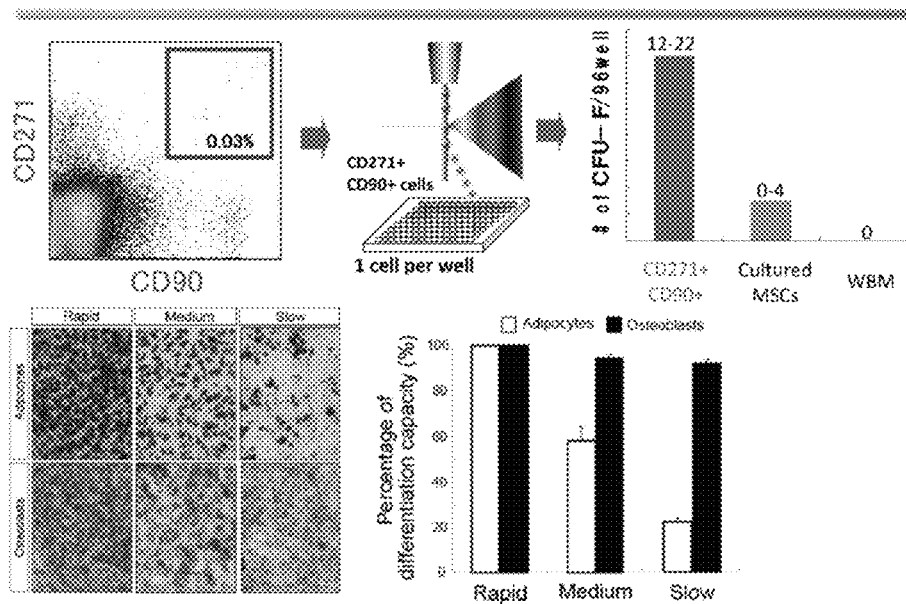 CD271
0.03%
CD90
CD271+
CD90+ cells
1 cell per well
# of CFU-F/96well
12-22
0-4
0
CD271+
CD90+
Cultured
MSCs
WBM
Rapid
Medium
Slow
Adipocytes
Adipocytes
Osteoblasts
Percentage of
differentiation capacity (%)
100
80
60
40
20
0
Rapid
Medium
Slow